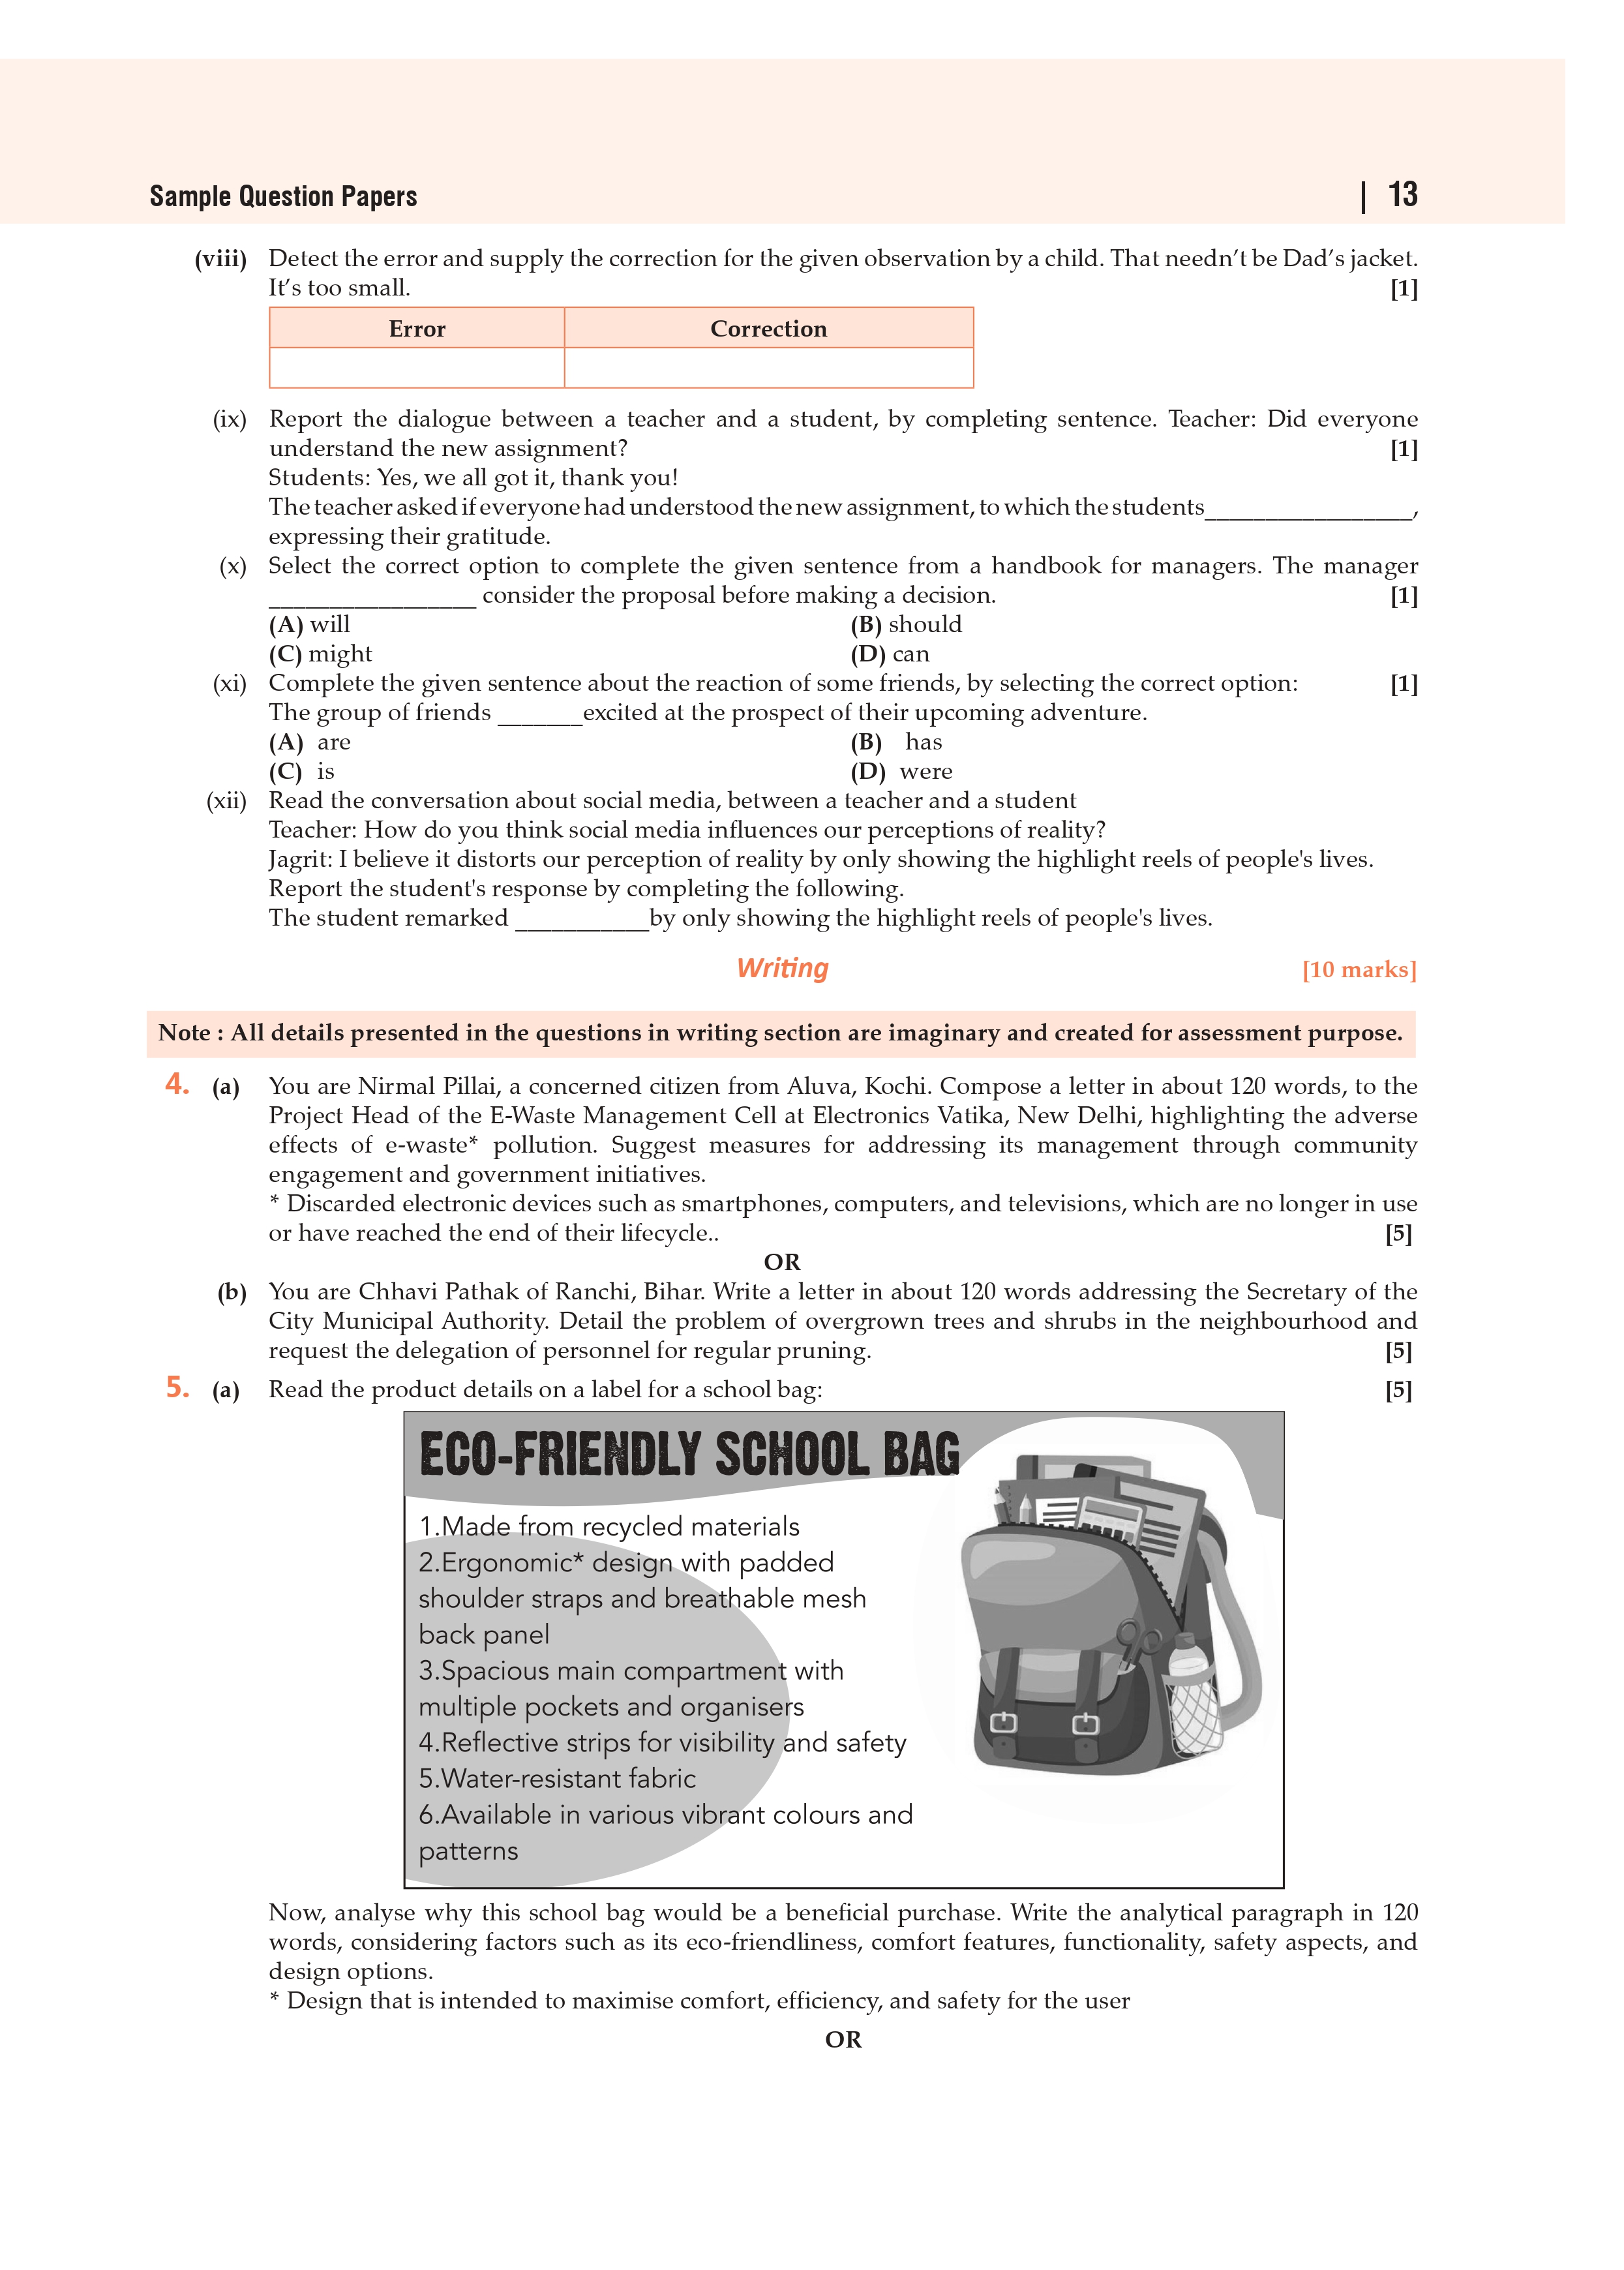 Sample Question Papers | 13
(viii) Detect the error and supply the correction for the given observation by a child. That needn’t be Dad’s jacket.
It’s too small. [1]
Error Correction
(ix) Report the dialogue between a teacher and a student, by completing sentence. Teacher: Did everyone
understand the new assignment? [1]
Students: Yes, we all got it, thank you!
The teacher asked if everyone had understood the new assignment, to which the students_________________,
expressing their gratitude.
(x) Select the correct option to complete the given sentence from a handbook for managers. The manager
_________________ consider the proposal before making a decision. [1]
(A) will (B) should
(C) might (D) can
(xi) Complete the given sentence about the reaction of some friends, by selecting the correct option: [1]
The group of friends _______excited at the prospect of their upcoming adventure.
(A) are (B) has
(C) is (D) were
(xii) Read the conversation about social media, between a teacher and a student
Teacher: How do you think social media influences our perceptions of reality?
Jagrit: I believe it distorts our perception of reality by only showing the highlight reels of people's lives.
Report the student's response by completing the following.
The student remarked ___________by only showing the highlight reels of people's lives.
Writing [10 marks]
Note : All details presented in the questions in writing section are imaginary and created for assessment purpose.
4. (a) You are Nirmal Pillai, a concerned citizen from Aluva, Kochi. Compose a letter in about 120 words, to the
Project Head of the E-Waste Management Cell at Electronics Vatika, New Delhi, highlighting the adverse
effects of e-waste* pollution. Suggest measures for addressing its management through community
engagement and government initiatives.
* Discarded electronic devices such as smartphones, computers, and televisions, which are no longer in use
or have reached the end of their lifecycle.. [5]
OR
(b) You are Chhavi Pathak of Ranchi, Bihar. Write a letter in about 120 words addressing the Secretary of the
City Municipal Authority. Detail the problem of overgrown trees and shrubs in the neighbourhood and
request the delegation of personnel for regular pruning. [5]
5. (a) Read the product details on a label for a school bag: [5]
ECO-FRIENDLY SCHOOL BAG
1.Made from recycled materials
2.Ergonomic* design with padded
shoulder straps and breathable mesh
back panel
3.Spacious main compartment with
multiple pockets and organisers
4.Reflective strips for visibility and safety
5.Water-resistant fabric
6.Available in various vibrant colours and
patterns
Now, analyse why this school bag would be a beneficial purchase. Write the analytical paragraph in 120
words, considering factors such as its eco-friendliness, comfort features, functionality, safety aspects, and
design options.
* Design that is intended to maximise comfort, efficiency, and safety for the user
OR